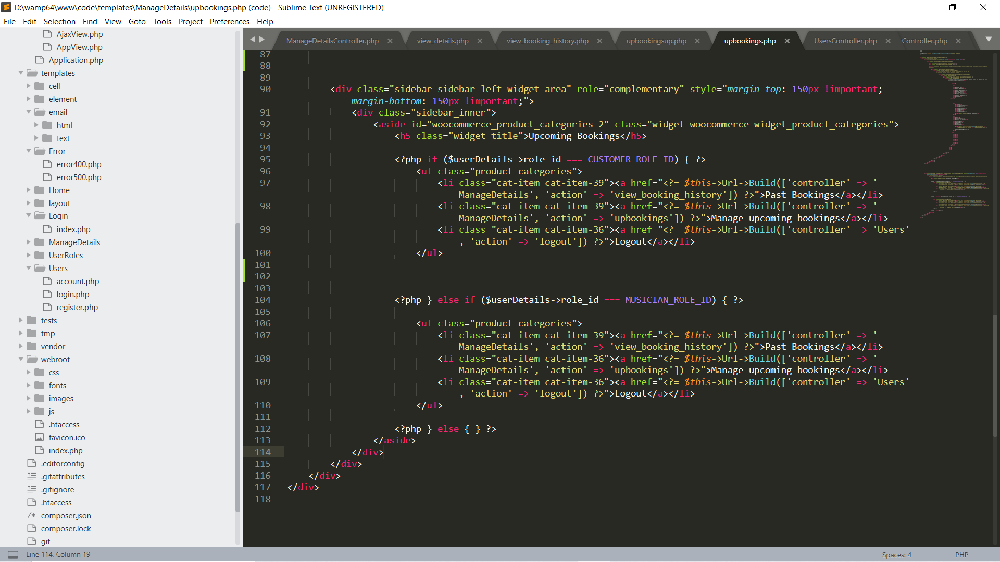 D:\wamp64\www\code\templates\ManageDetails\upbookings.php (code) - Sublime Text (UNREGISTERED)
File Edit Selection Find View Goto Tools Project Preferences Help
AjaxView.php
AppView.php
Application.php
templates
cell
element
email
html
text
Error
error400.php
error500.php
Home
layout
Login
index.php
ManageDetails
UserRoles
Users
account.php
login.php
register.php
tests
tmp
vendor
webroot
css
fonts
images
js
.htaccess
favicon.ico
index.php
.editorconfig
.gitattributes
.gitignore
.htaccess
composer.json
composer.lock
git
ManageDetailsController.php view_details.php view_booking_history.php upbookingsup.php upbookings.php UsersController.php Controller.php
87
88
89
90 <div class="sidebar sidebar_left widget_area" role="complementary" style="margin-top: 150px !important;
margin-bottom: 150px !important;">
91 <div class="sidebar_inner">
92 <aside id="woocommerce_product_categories-2" class="widget woocommerce widget_product_categories">
93 <h5 class="widget_title">Upcoming Bookings</h5>
94
95 <?php if ($userDetails->role_id === CUSTOMER_ROLE_ID) { ?>
96 <ul class="product-categories">
97 <li class="cat-item cat-item-39"><a href="<?= $this->Url->Build(['controller' => '
ManageDetails', 'action' => 'view_booking_history']) ?>">Past Bookings</a></li>
98 <li class="cat-item cat-item-39"><a href="<?= $this->Url->Build(['controller' => '
ManageDetails', 'action' => 'upbookings']) ?>">Manage upcoming bookings</a></li>
99 <li class="cat-item cat-item-36"><a href="<?= $this->Url->Build(['controller' => 'Users'
, 'action' => 'logout']) ?>">Logout</a></li>
100 </ul>
101
102
103
104 <?php } else if ($userDetails->role_id === MUSICIAN_ROLE_ID) { ?>
105
106 <ul class="product-categories">
107 <li class="cat-item cat-item-39"><a href="<?= $this->Url->Build(['controller' => '
ManageDetails', 'action' => 'view_booking_history']) ?>">Past Bookings</a></li>
108 <li class="cat-item cat-item-36"><a href="<?= $this->Url->Build(['controller' => '
ManageDetails', 'action' => 'upbookings']) ?>">Manage upcoming bookings</a></li>
109 <li class="cat-item cat-item-36"><a href="<?= $this->Url->Build(['controller' => 'Users'
, 'action' => 'logout']) ?>">Logout</a></li>
110 </ul>
111
112 <?php } else { } ?>
113 </aside>
114 </div>
115 </div>
116 </div>
117 </div>
118
Line 114, Column 19
Spaces: 4
PHP